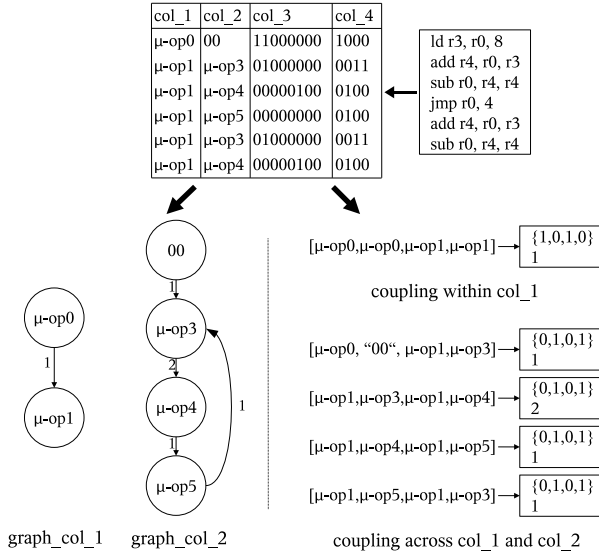 col_1 col_2 col_3 col_4
μ-op0 00 11000000 1000
μ-op1 μ-op3 01000000 0011
μ-op1 μ-op4 00000100 0100
μ-op1 μ-op5 00000000 0100
μ-op1 μ-op3 01000000 0011
μ-op1 μ-op4 00000100 0100
ld r3, r0, 8
add r4, r0, r3
sub r0, r4, r4
jmp r0, 4
add r4, r0, r3
sub r0, r4, r4
μ-op0
1
μ-op1
graph_col_1
00
1
μ-op3
2
μ-op4
1
μ-op5
1
graph_col_2
[μ-op0,μ-op0,μ-op1,μ-op1]
{1,0,1,0}
1
coupling within col_1
[μ-op0, “00“, μ-op1,μ-op3]
{0,1,0,1}
1
[μ-op1,μ-op3,μ-op1,μ-op4]
{0,1,0,1}
2
[μ-op1,μ-op4,μ-op1,μ-op5]
{0,1,0,1}
1
[μ-op1,μ-op5,μ-op1,μ-op3]
{0,1,0,1}
1
coupling across col_1 and col_2